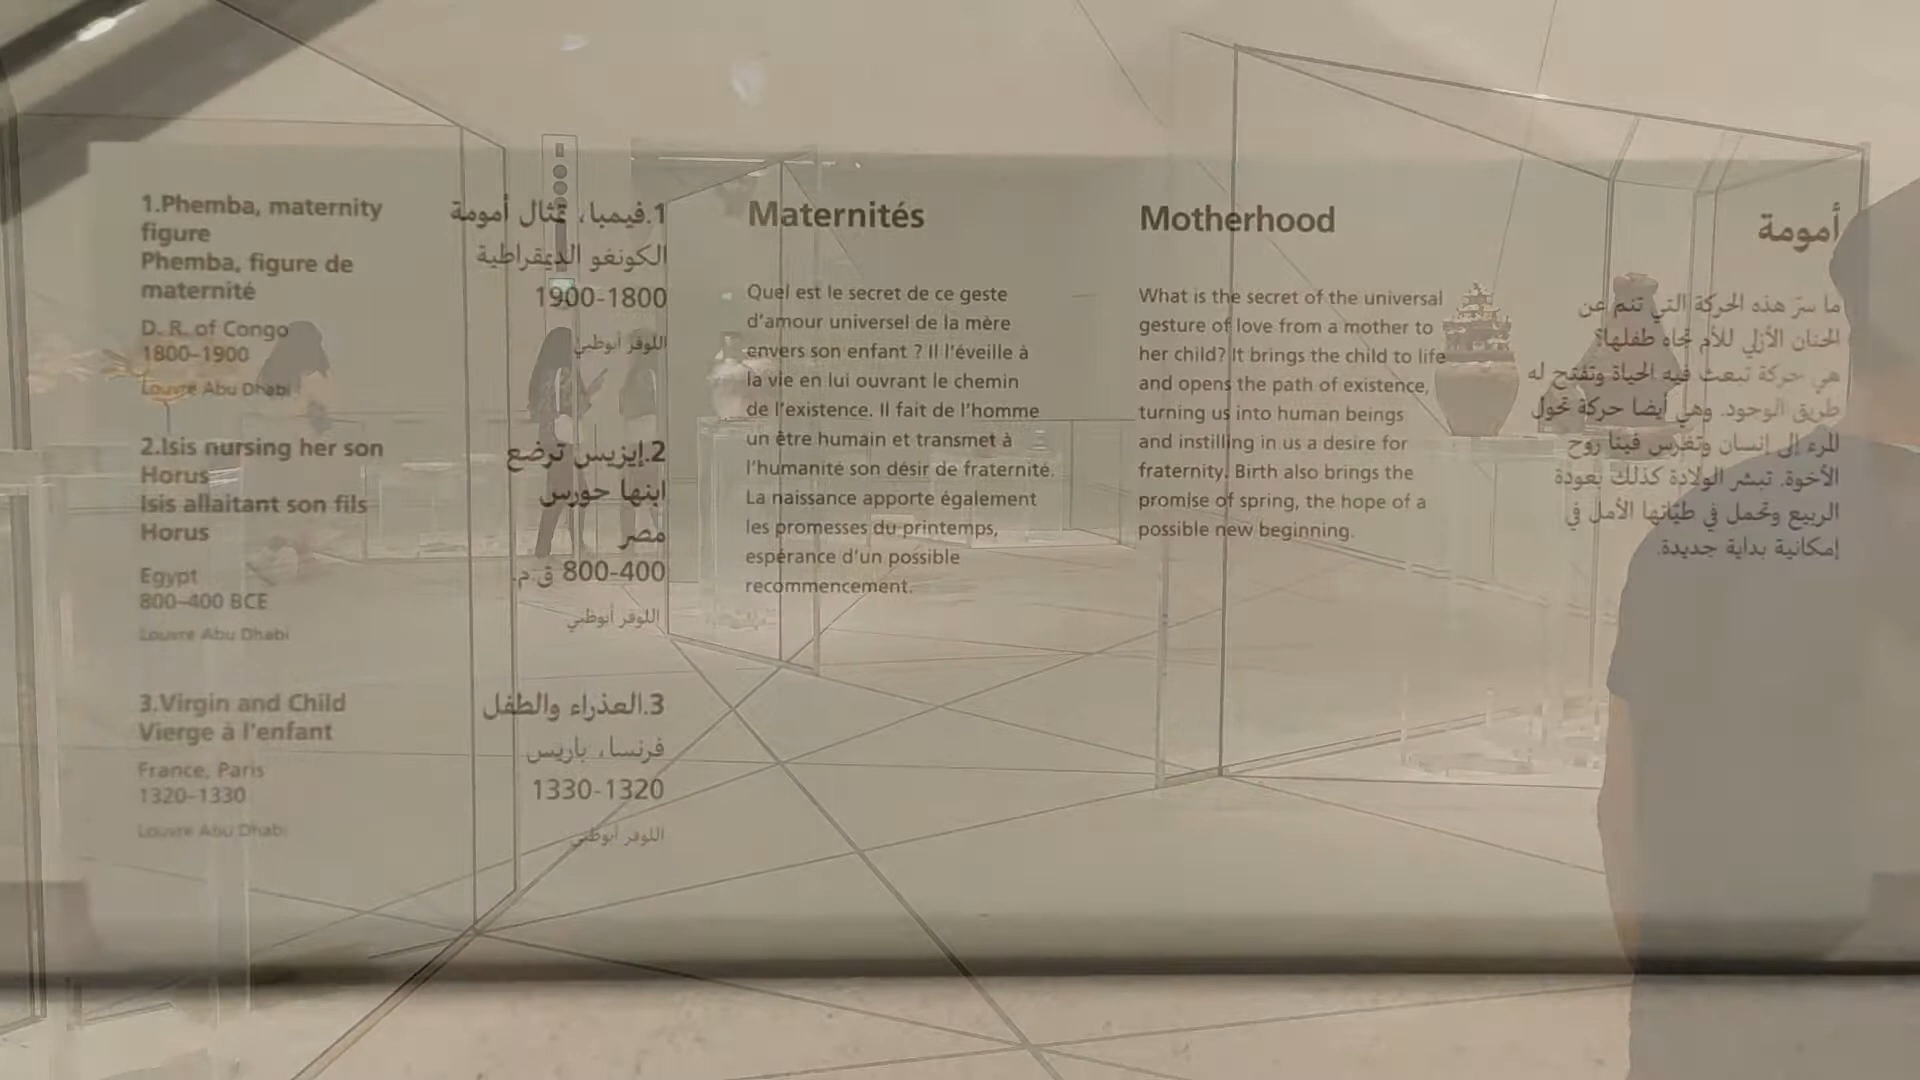 1.Phemba, maternity
figure
Phemba, figure de
maternité
D. R. of Congo
1800–1900
Louvre Abu Dhabi
2.Isis nursing her son
Horus
Isis allaitant son fils
Horus
Egypt
800–400 BCE
Louvre Abu Dhabi
3.Virgin and Child
Vierge à l'enfant
France, Paris
1320–1330
Louvre Abu Dhabi
1.فيمبا، تمثال أمومة
الكونغو الديمقراطية
1900-1800
اللوفر أبوظبي
2.إيزيس ترضع
ابنها حورس
مصر
800-400 ق.م.
اللوفر أبوظبي
3.العذراء والطفل
فرنسا، باريس
1330-1320
اللوفر أبوظبي
Maternités
Quel est le secret de ce geste
d'amour universel de la mère
envers son enfant ? Il l'éveille à
la vie en lui ouvrant le chemin
de l'existence. Il fait de l'homme
un être humain et transmet à
l'humanité son désir de fraternité.
La naissance apporte également
les promesses du printemps,
espérance d'un possible
recommencement.
Motherhood
What is the secret of the universal
gesture of love from a mother to
her child? It brings the child to life
and opens the path of existence,
turning us into human beings
and instilling in us a desire for
fraternity. Birth also brings the
promise of spring, the hope of a
possible new beginning.
أمومة
ما سرّ هذه الحركة التي تنم عن
الحنان الأزلي للأم تجاه طفلها؟
هي حركة تبعث فيه الحياة وتفتح له
طريق الوجود. وهي أيضا حركة تحول
المرء إلى إنسان وتغرس فينا روح
الأخوة. تبشر الولادة كذلك بعودة
الربيع وتحمل في طيّاتها الأمل في
إمكانية بداية جديدة.